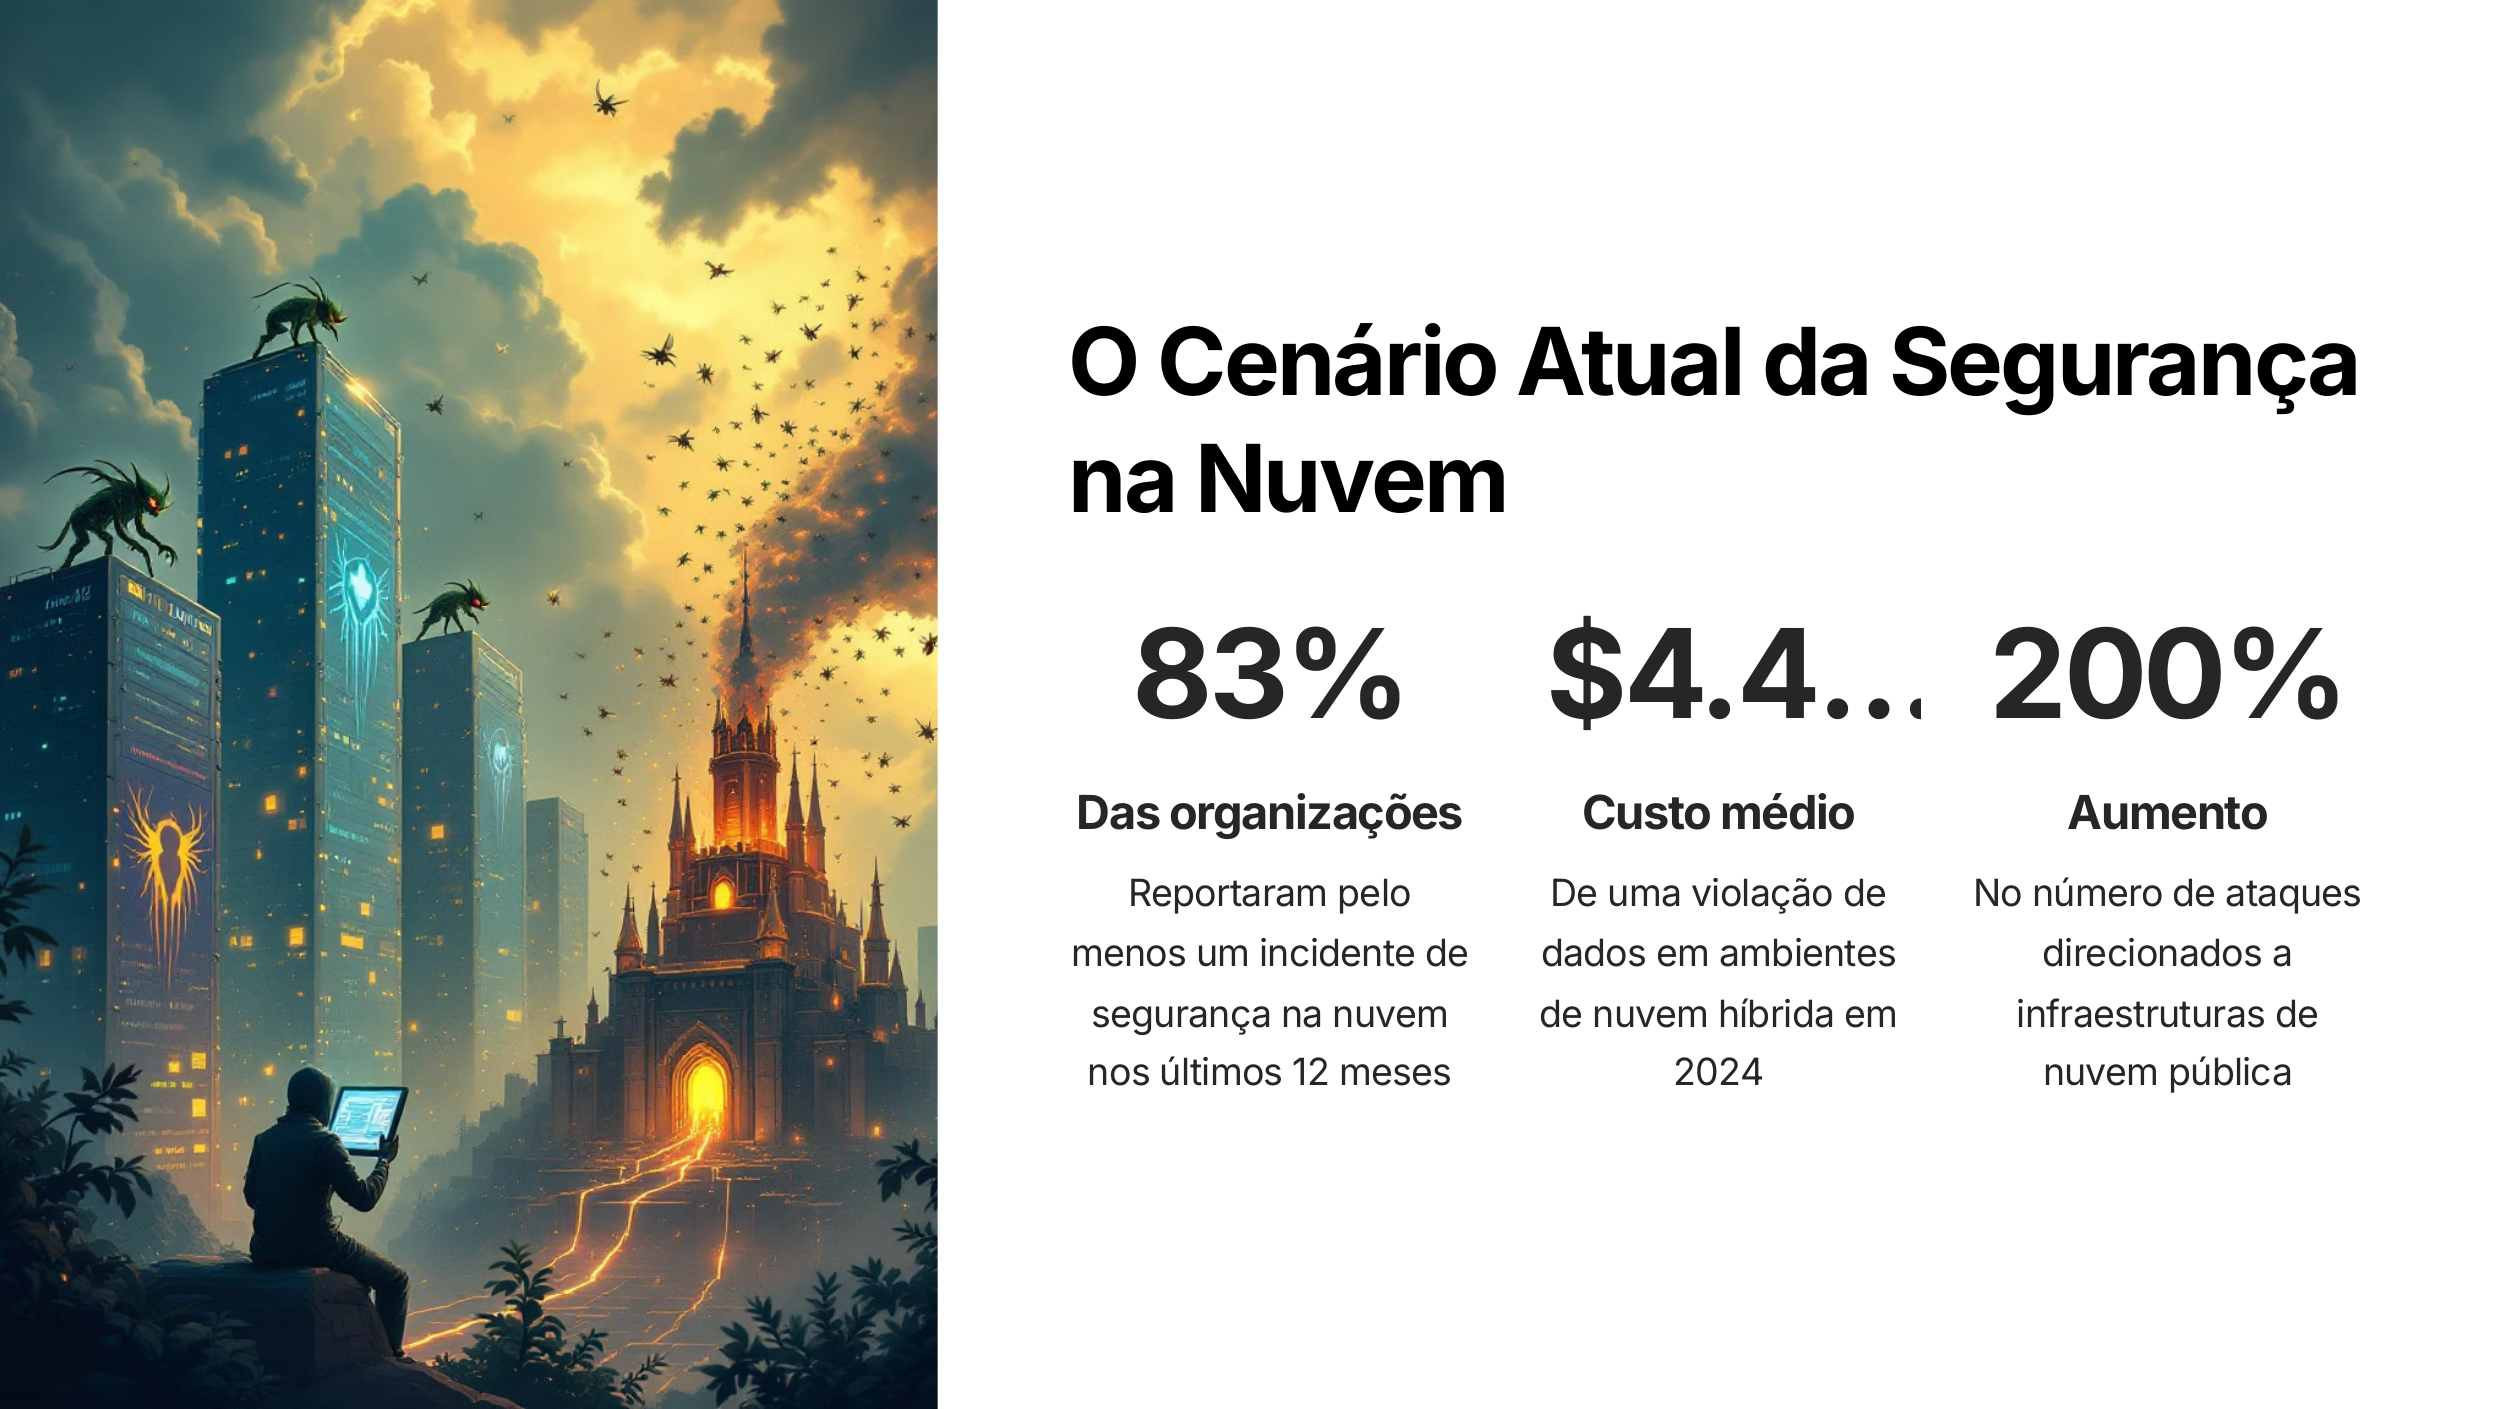 O Cenário Atual da Segurança
na Nuvem
83%
$4.4...
200%
Das organizações
Reportaram pelo
menos um incidente de
segurança na nuvem
nos últimos 12 meses
Custo médio
De uma violação de
dados em ambientes
de nuvem híbrida em
2024
Aumento
No número de ataques
direcionados a
infraestruturas de
nuvem pública